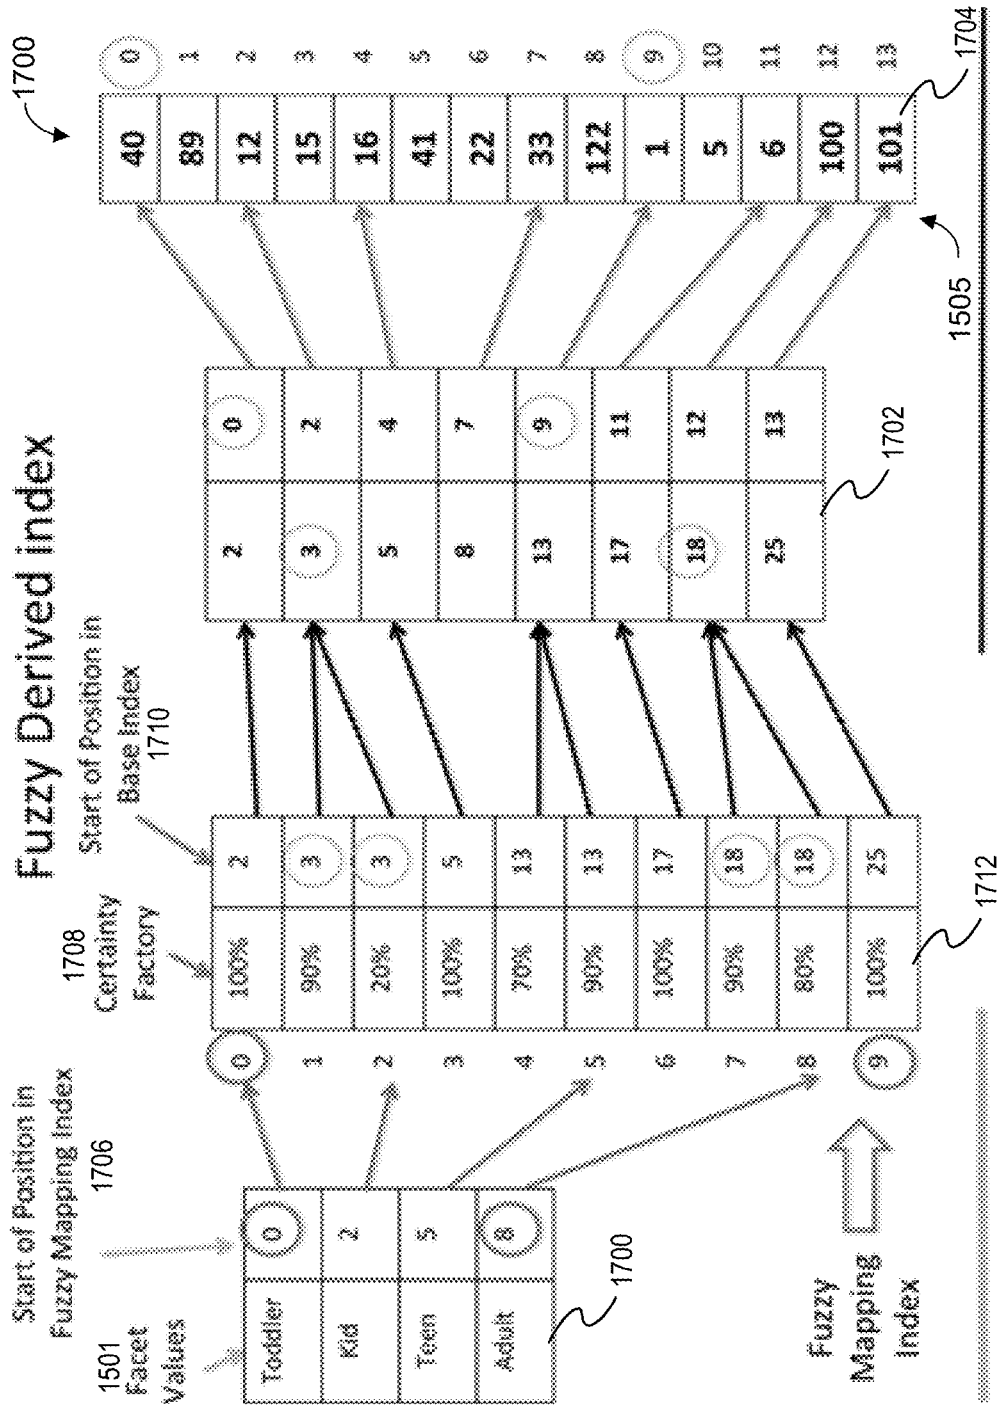 Fuzzy Derived index
1700
Start of Position in
Fuzzy Mapping Index
1706
1708
Certainty
Factory
Start of Position in
Base Index
1710
1501
Facet
Values
Toddler 0
Kid 2
Teen 5
Adult 8
1700
0 100% 2
1 90% 3
2 20% 3
3 100% 5
4 70% 13
5 90% 13
6 100% 17
7 90% 18
8 80% 18
9 100% 25
1712
Fuzzy
Mapping
Index
2 0
3 2
5 4
8 7
13 9
17 11
18 12
25 13
1702
40 0
89 1
12 2
15 3
16 4
41 5
22 6
33 7
122 8
1 9
5 10
6 11
100 12
101 13
1505
1704